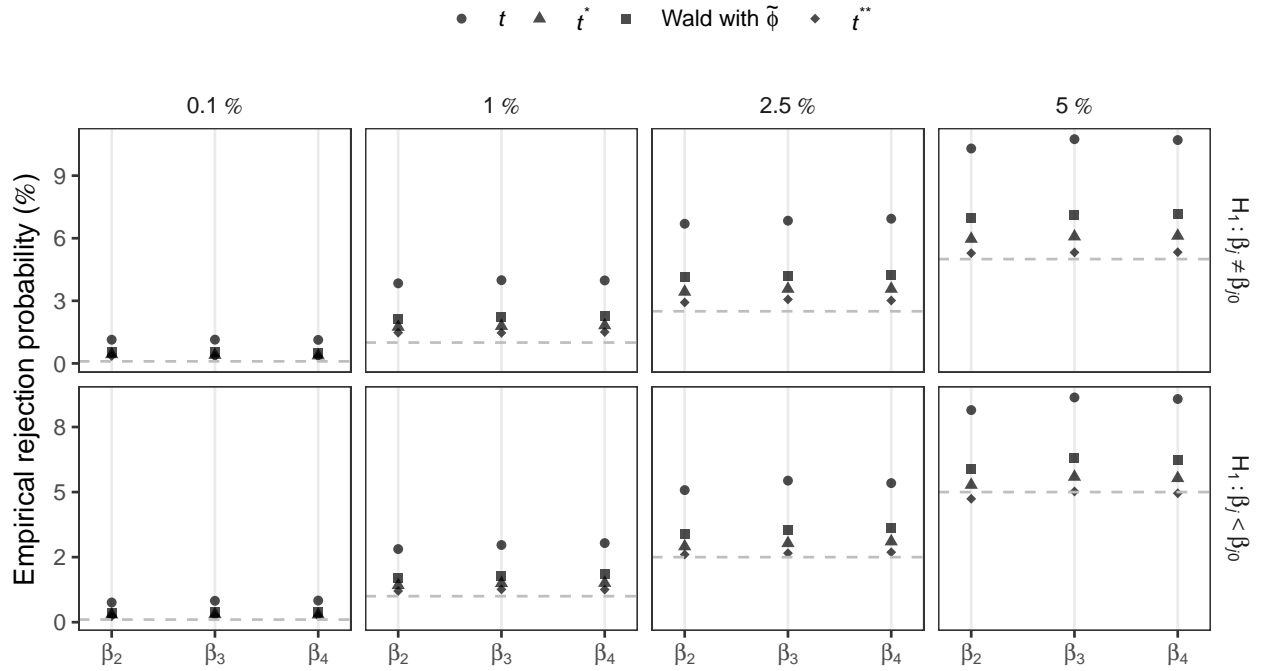 t t* Wald with φ̃ t**
0.1 % 1 % 2.5 % 5 %
Empirical rejection probability (%)
9
6
3
0
H₁ : βⱼ ≠ βⱼ₀
8
5
2
0
H₁ : βⱼ < βⱼ₀
β₂ β₃ β₄ β₂ β₃ β₄ β₂ β₃ β₄ β₂ β₃ β₄